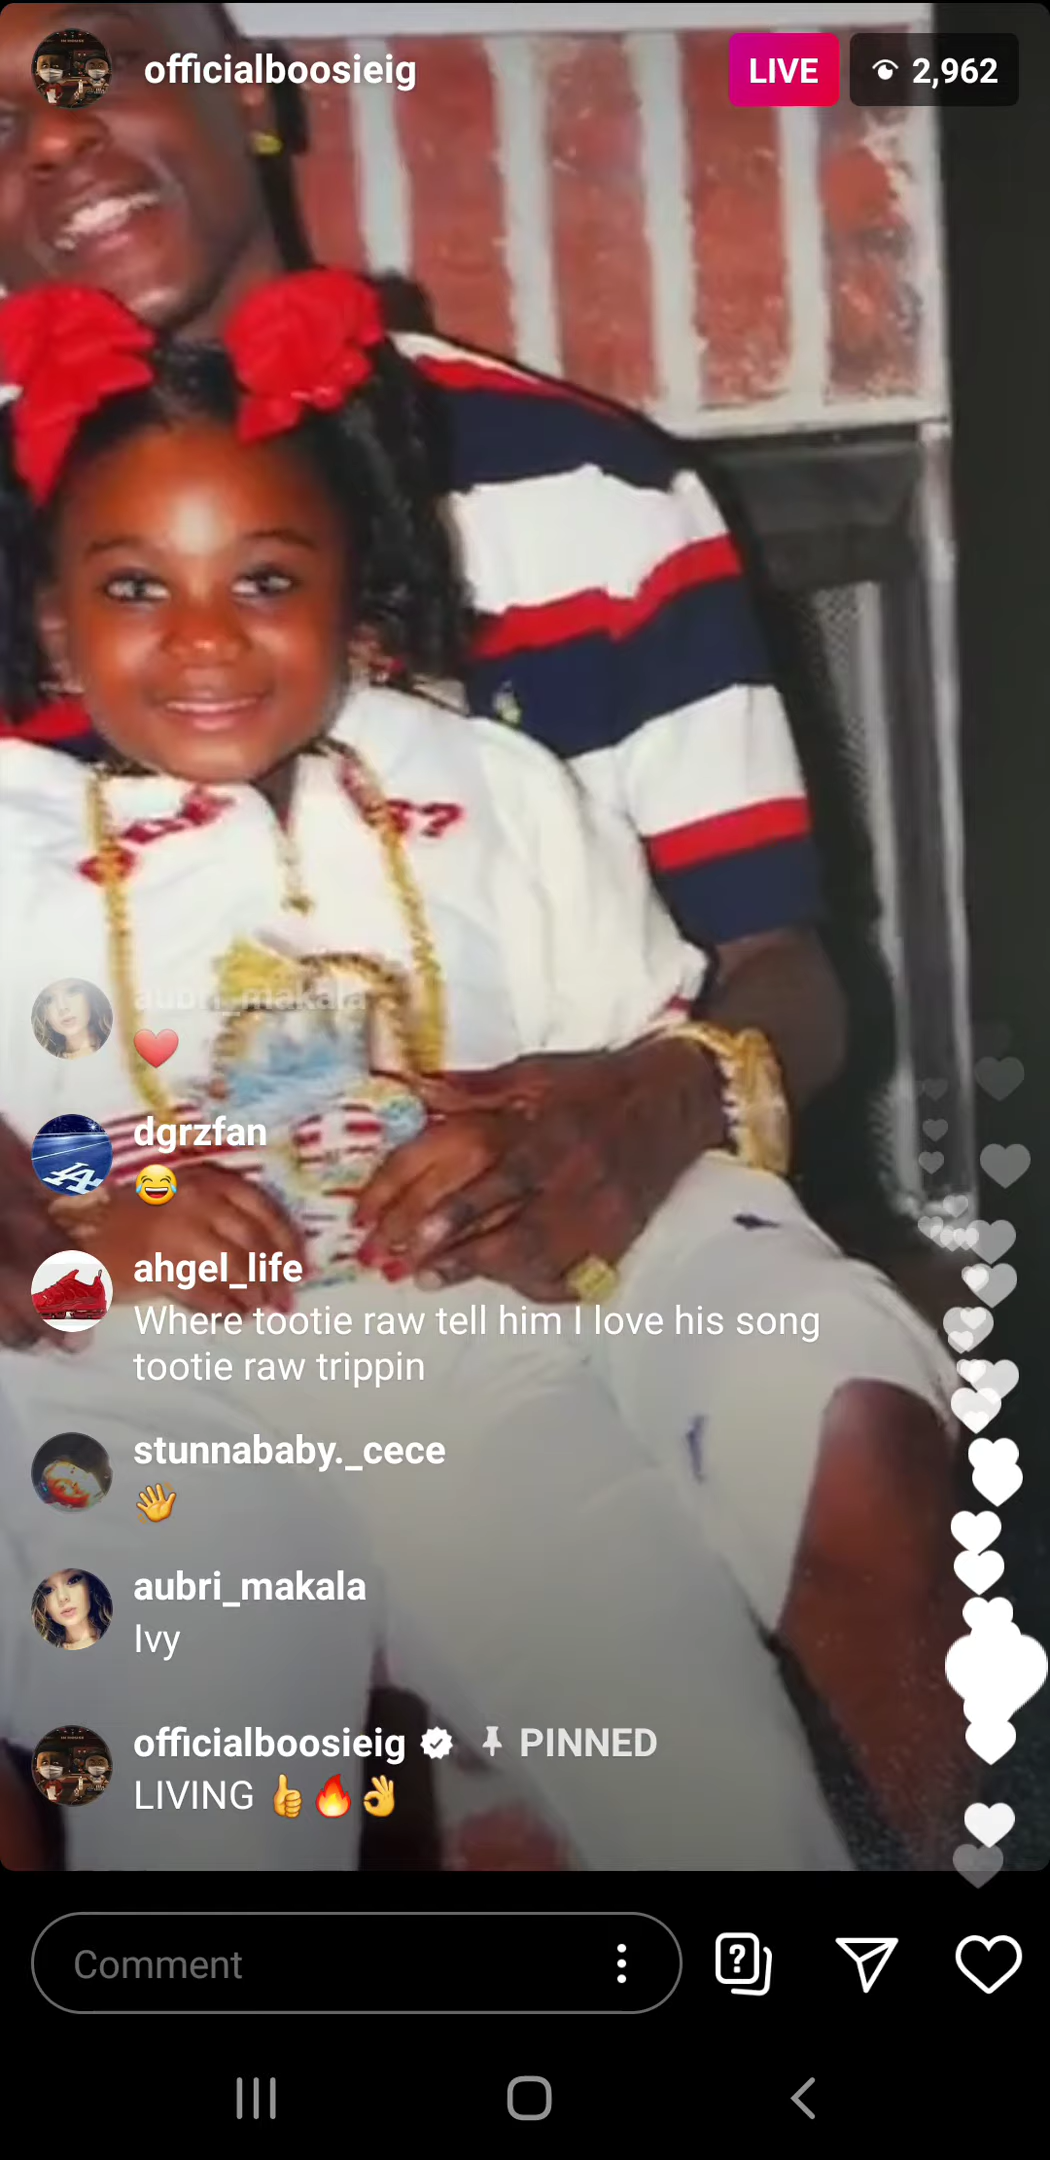 officialboosieig
LIVE 2,962
aubri_makala
❤️
dgrzfan
😂
ahgel_life
Where tootie raw tell him I love his song
tootie raw trippin
stunnababy._cece
👋
aubri_makala
Ivy
officialboosieig PINNED
LIVING 👍🔥👌
Comment